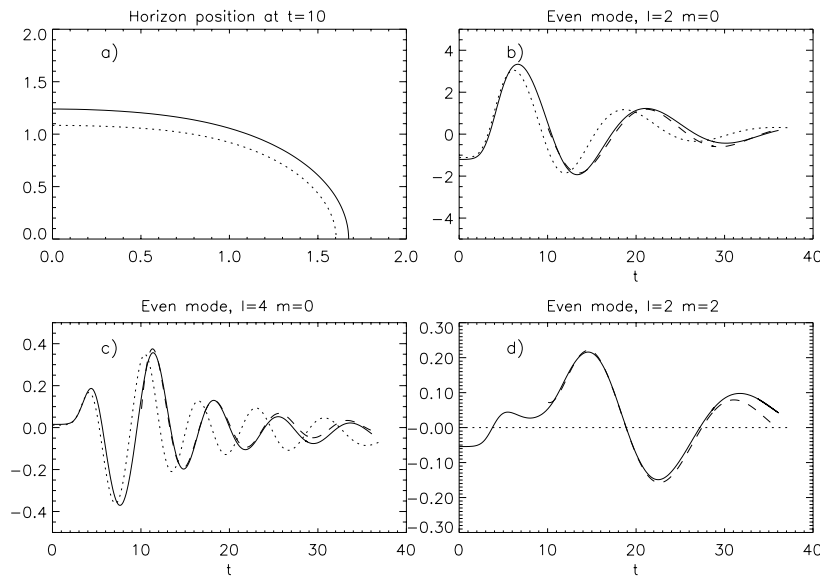 Horizon position at t=10
a)
2.0
1.5
1.0
0.5
0.0
0.0 0.5 1.0 1.5 2.0
Even mode, l=2 m=0
b)
4
2
0
-2
-4
0 10 20 30 40
t
Even mode, l=4 m=0
c)
0.4
0.2
0.0
-0.2
-0.4
0 10 20 30 40
t
Even mode, l=2 m=2
d)
0.30
0.20
0.10
-0.00
-0.10
-0.20
-0.30
0 10 20 30 40
t